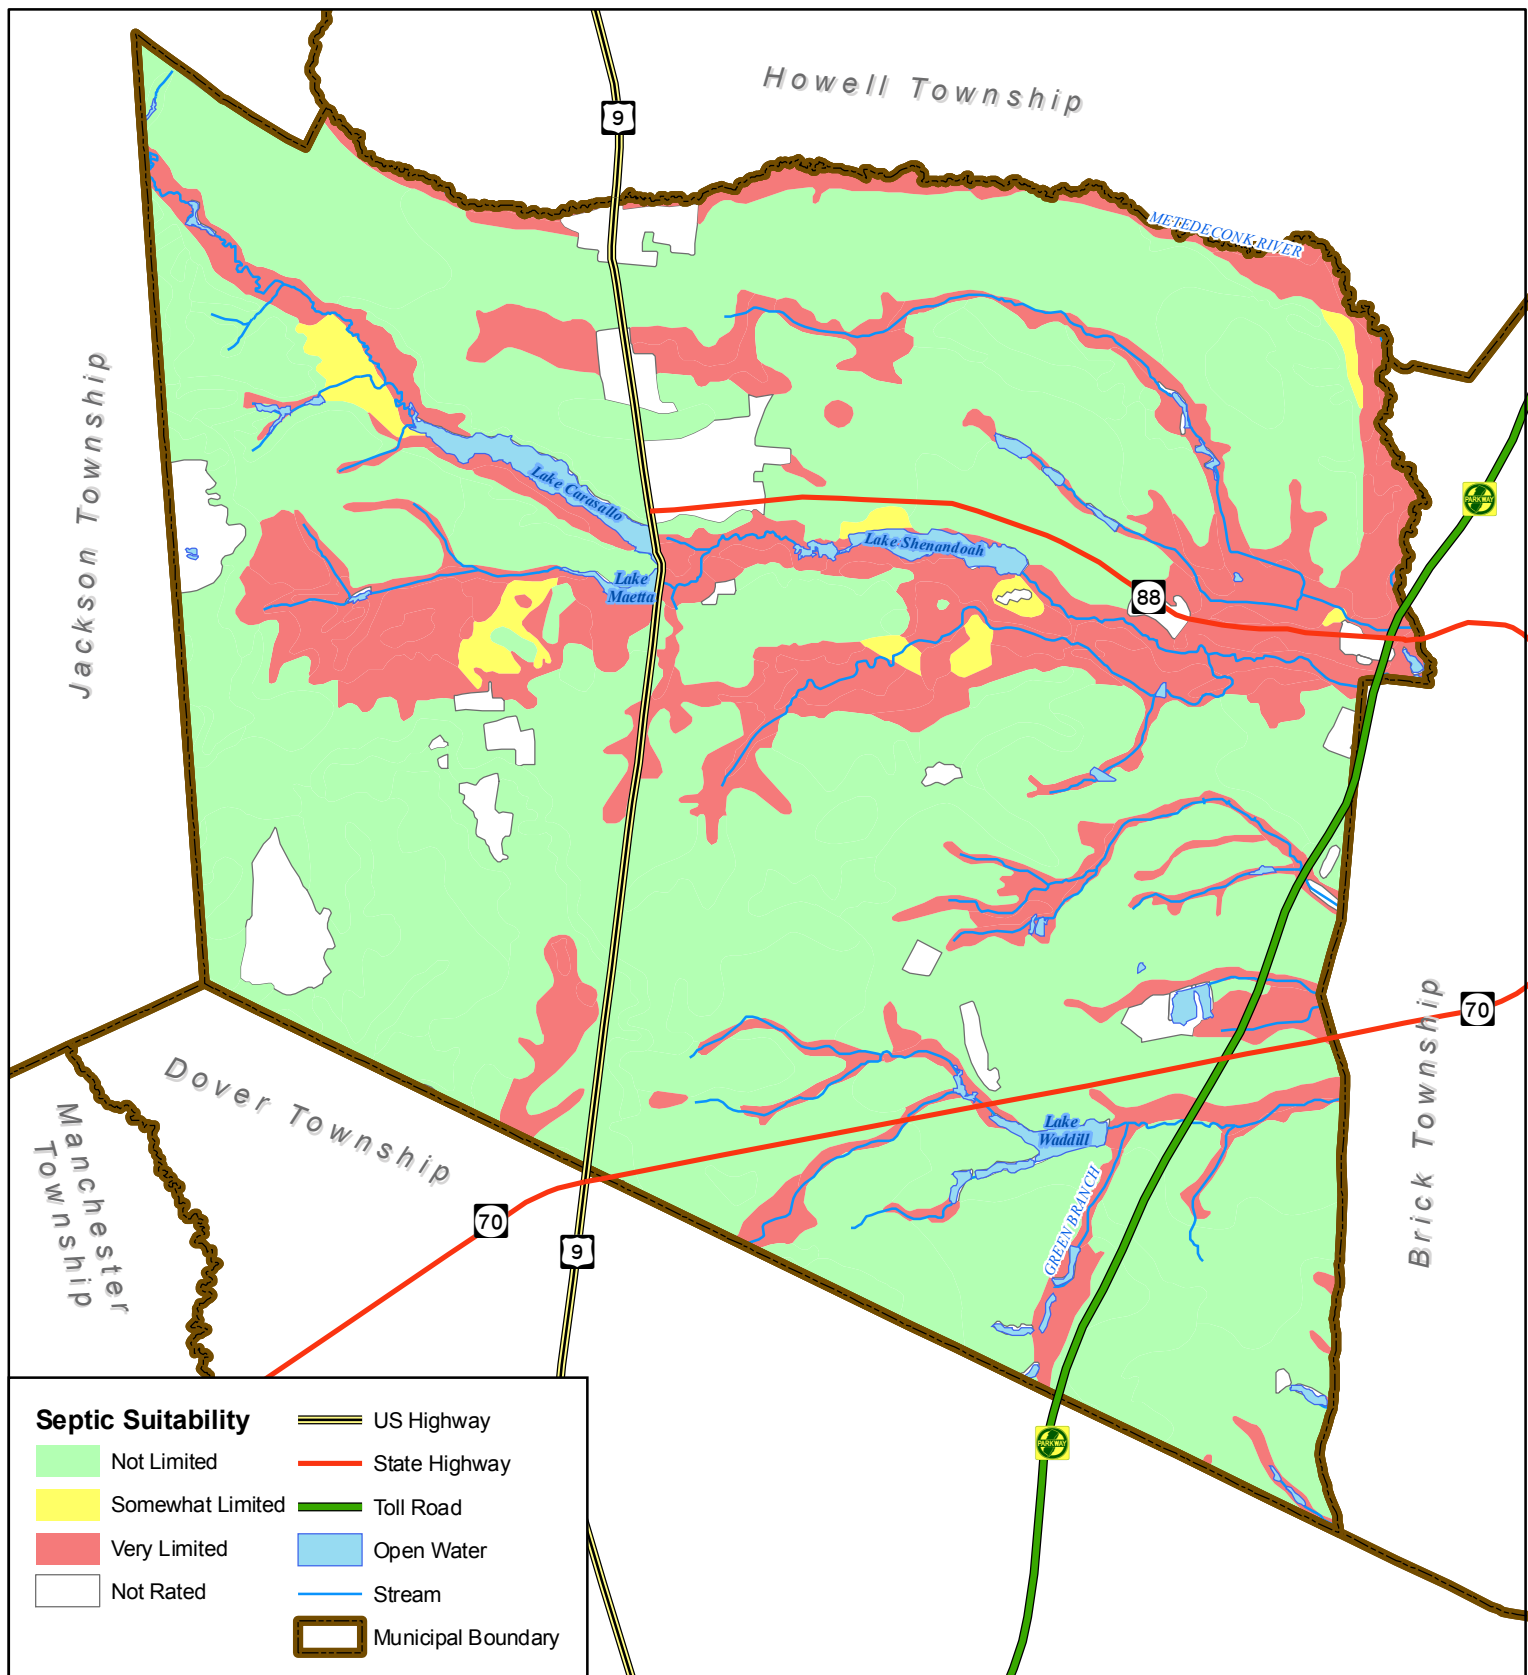 Howell Township
9
METEDECONK RIVER
Jackson Township
PARKWAY
Lake Carasallo
Lake Shenandoah
Lake
Maetta
88
Brick Township
70
Dover Township
Manchester
Township
Lake
Waddill
GREEN BRANCH
70
9
PARKWAY
Septic Suitability
Not Limited
Somewhat Limited
Very Limited
Not Rated
US Highway
State Highway
Toll Road
Open Water
Stream
Municipal Boundary